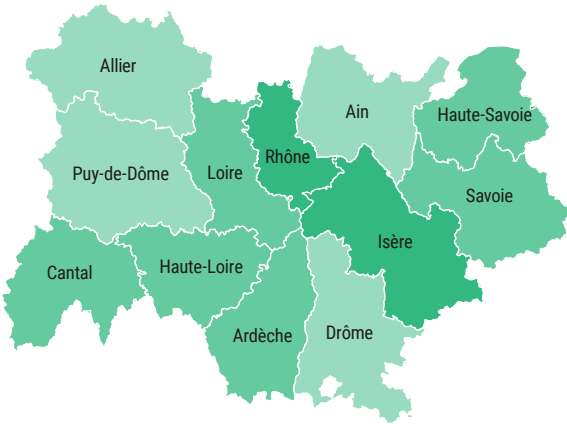 Allier
Ain
Haute-Savoie
Rhône
Puy-de-Dôme
Loire
Savoie
Isère
Cantal
Haute-Loire
Ardèche
Drôme